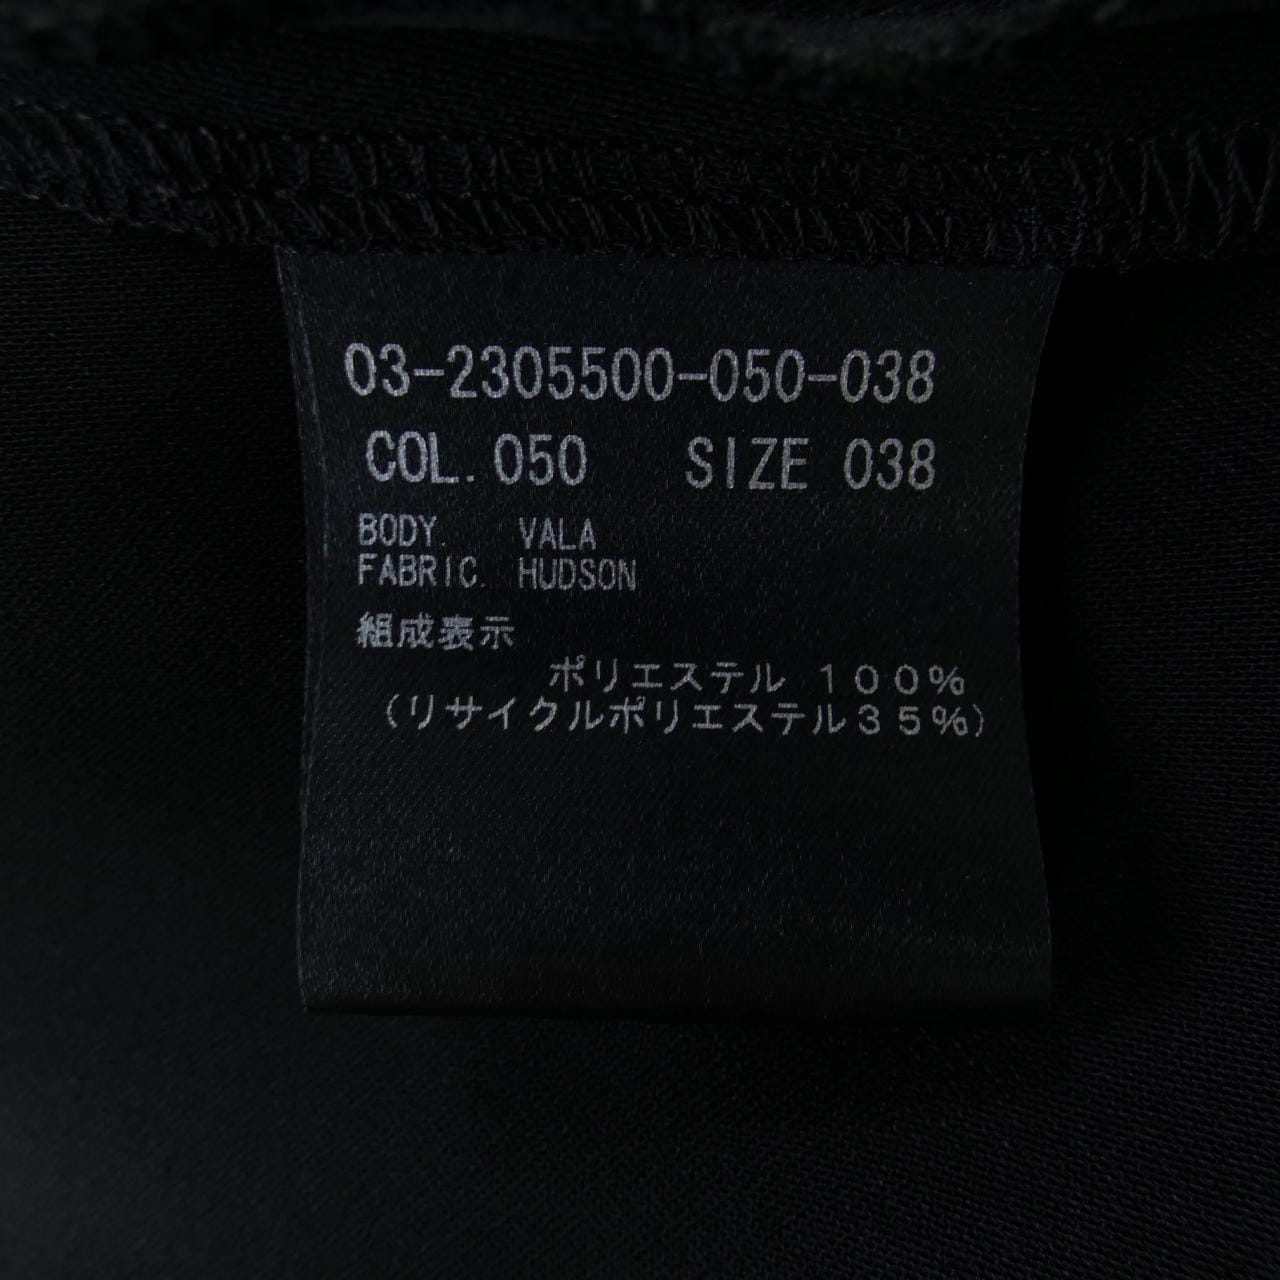 03-2305500-050-038
COL. 050 SIZE 038
BODY. VALA
FABRIC. HUDSON
組成表示
ポリエステル １００％
（リサイクルポリエステル３５％）